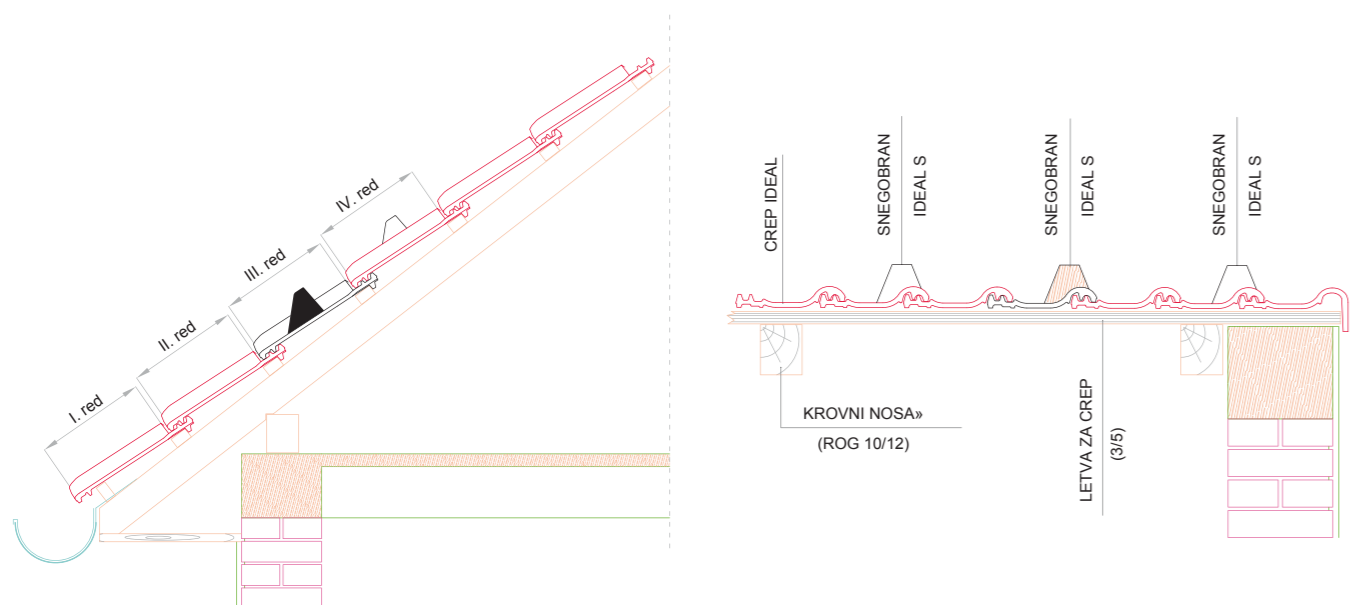 I. red
II. red
III. red
IV. red
CREP IDEAL
SNEGOBRAN
IDEAL S
SNEGOBRAN
IDEAL S
SNEGOBRAN
IDEAL S
KROVNI NOSA»
(ROG 10/12)
LETVA ZA CREP
(3/5)